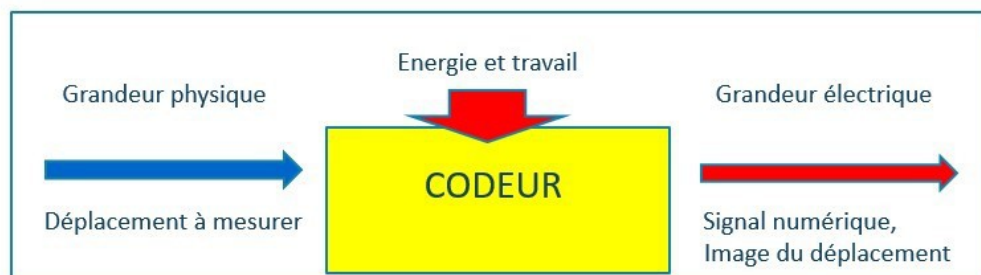 Energie et travail
Grandeur physique
Grandeur électrique
CODEUR
Déplacement à mesurer
Signal numérique,
Image du déplacement